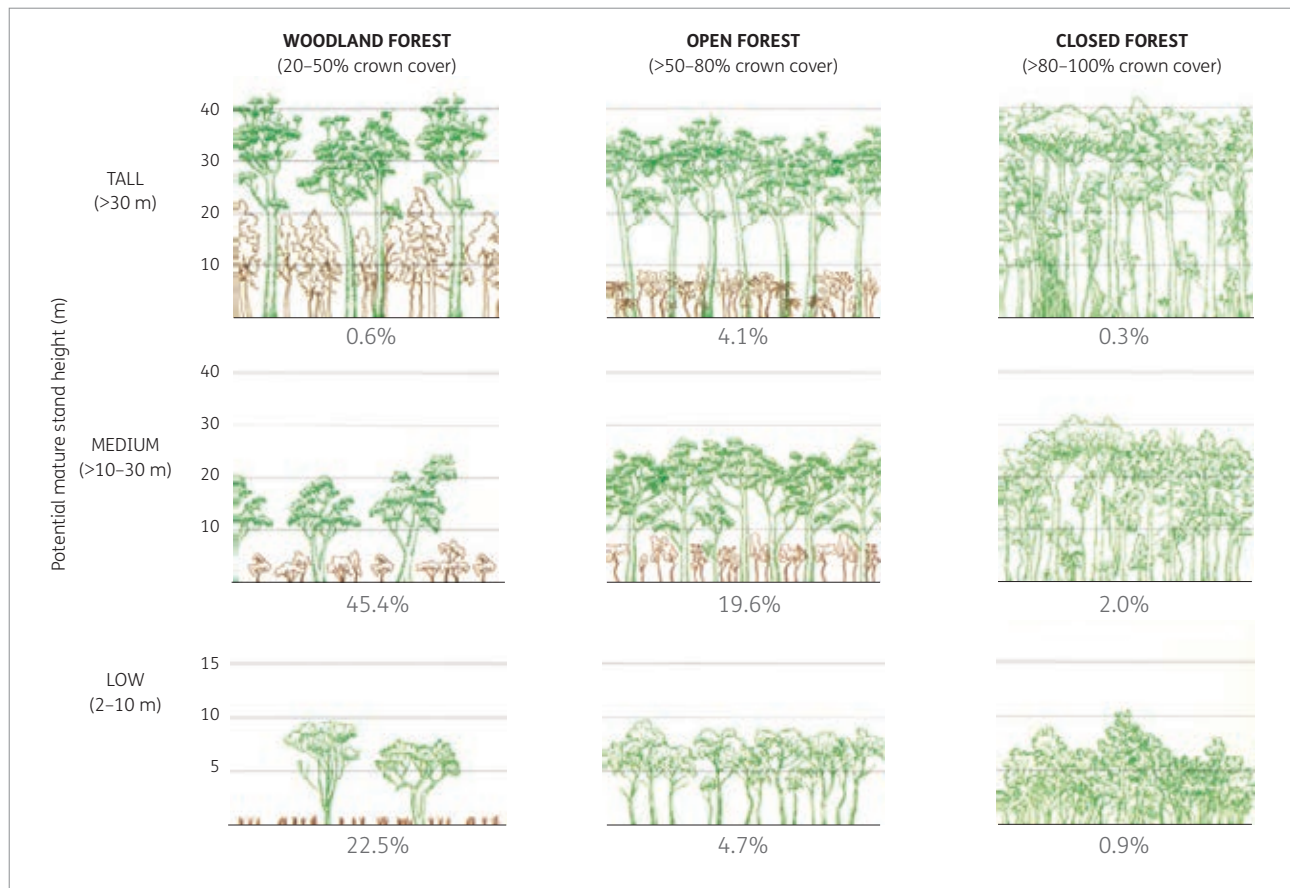 WOODLAND FOREST
(20–50% crown cover)
OPEN FOREST
(>50–80% crown cover)
CLOSED FOREST
(>80–100% crown cover)
Potential mature stand height (m)
TALL
(>30 m)
40
30
20
10
0.6%
4.1%
0.3%
MEDIUM
(>10–30 m)
40
30
20
10
45.4%
19.6%
2.0%
LOW
(2–10 m)
15
10
5
22.5%
4.7%
0.9%